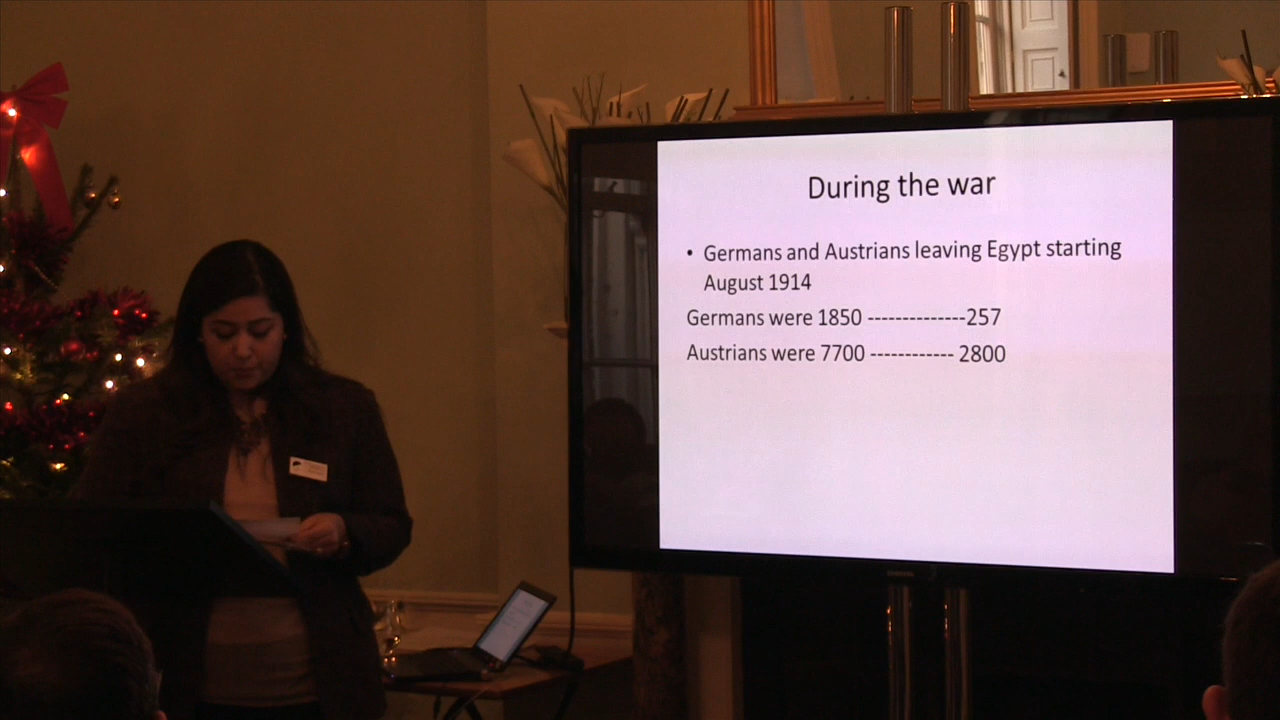 During the war
• Germans and Austrians leaving Egypt starting
August 1914
Germans were 1850 --------------257
Austrians were 7700 ------------ 2800
SAMSUNG